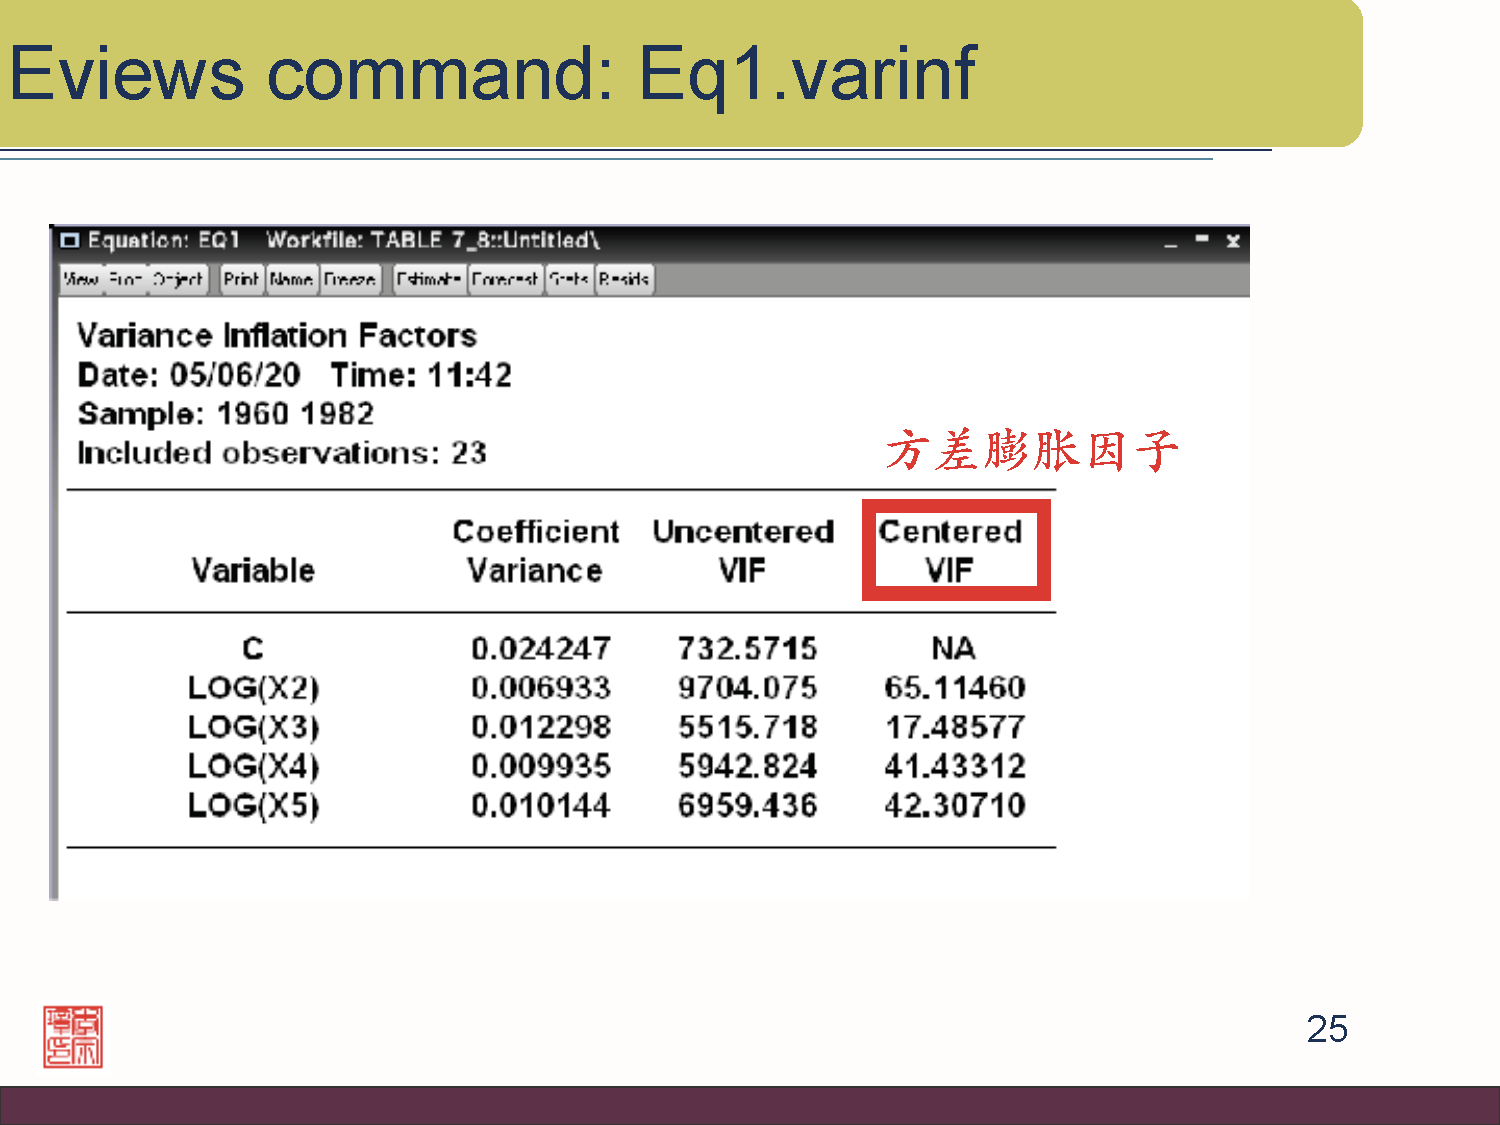 Eviews command: Eq1.varinf
Equation: EQ1 Workfile: TABLE 7_8::Untitled\
View Proc Object Print Name Freeze Estimate Forecast Stats Resids
Variance Inflation Factors
Date: 05/06/20 Time: 11:42
Sample: 1960 1982
Included observations: 23
方差膨胀因子
Coefficient Uncentered Centered
Variable Variance VIF VIF
C 0.024247 732.5715 NA
LOG(X2) 0.006933 9704.075 65.11460
LOG(X3) 0.012298 5515.718 17.48577
LOG(X4) 0.009935 5942.824 41.43312
LOG(X5) 0.010144 6959.436 42.30710
25